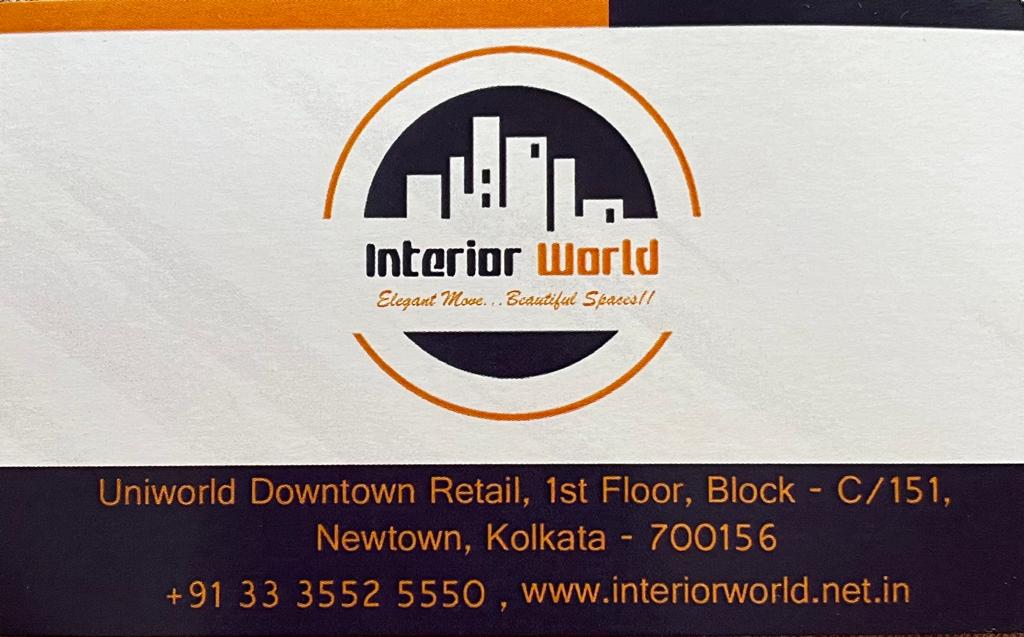 Interior World
Elegant Move...Beautiful Spaces!!
Uniworld Downtown Retail, 1st Floor, Block - C/151,
Newtown, Kolkata - 700156
+91 33 3552 5550 , www.interiorworld.net.in